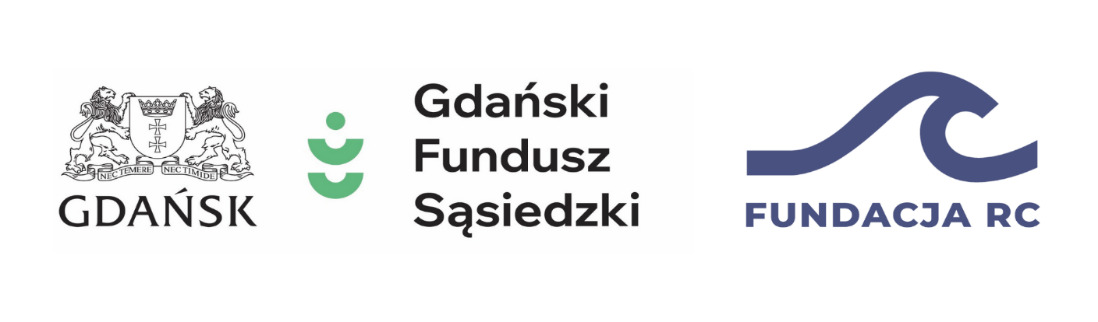 NEC TEMERE NEC TIMIDE
GDAŃSK
Gdański
Fundusz
Sąsiedzki
FUNDACJA RC